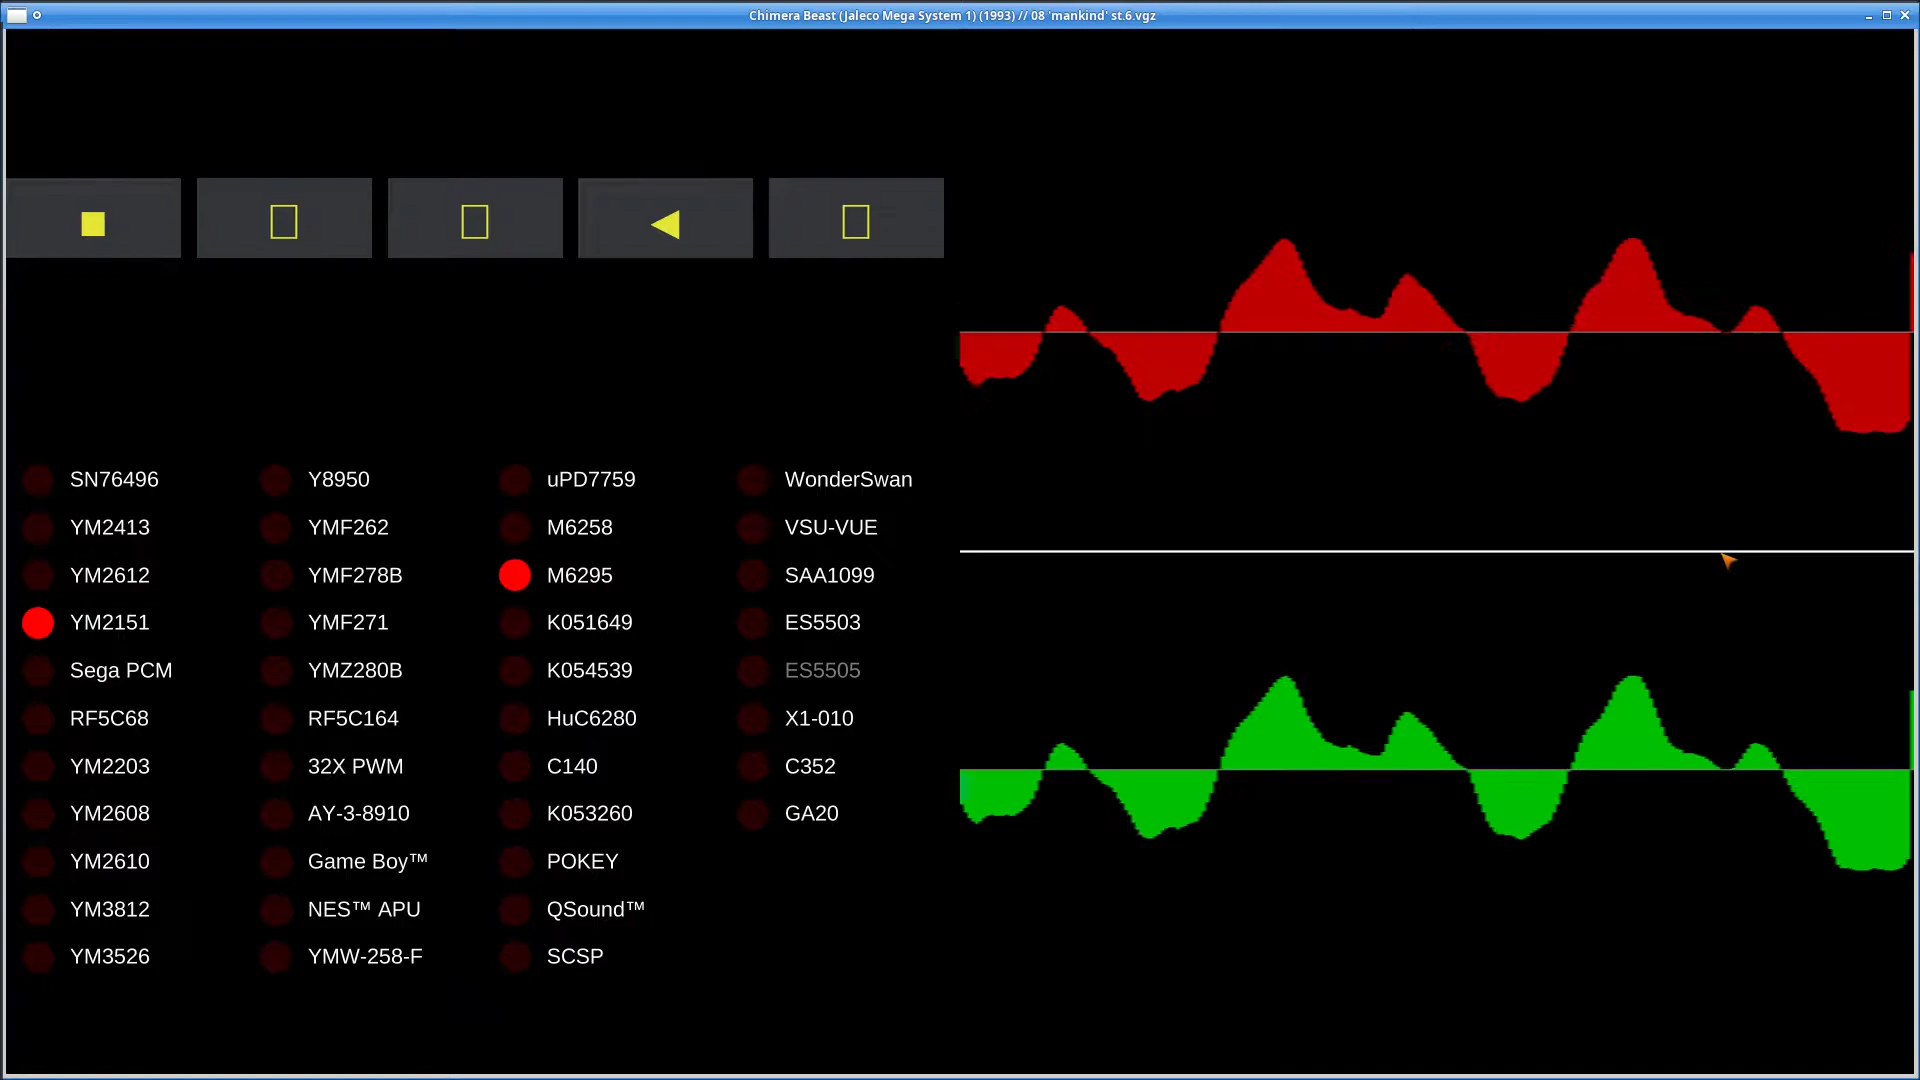 Chimera Beast (Jaleco Mega System 1) (1993) // 08 'mankind' st.6.vgz
SN76496
YM2413
YM2612
YM2151
Sega PCM
RF5C68
YM2203
YM2608
YM2610
YM3812
YM3526
Y8950
YMF262
YMF278B
YMF271
YMZ280B
RF5C164
32X PWM
AY-3-8910
Game Boy™
NES™ APU
YMW-258-F
uPD7759
M6258
M6295
K051649
K054539
HuC6280
C140
K053260
POKEY
QSound™
SCSP
WonderSwan
VSU-VUE
SAA1099
ES5503
ES5505
X1-010
C352
GA20